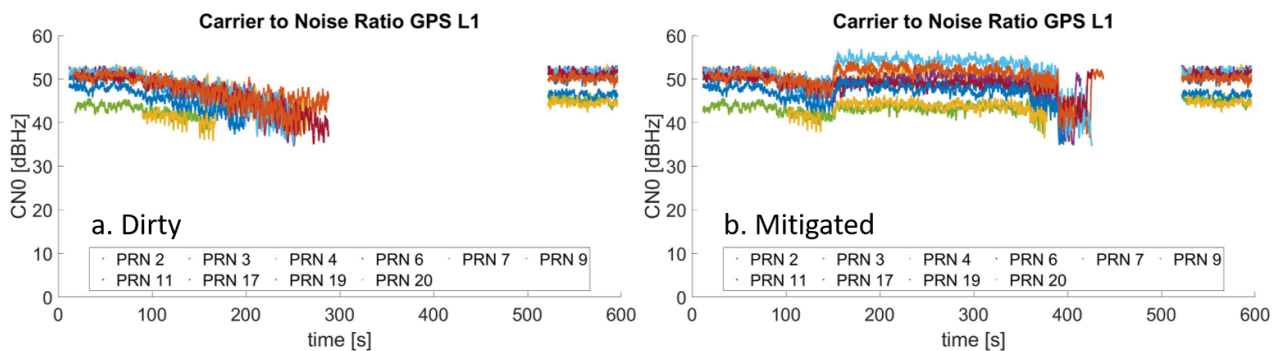 Carrier to Noise Ratio GPS L1
CN0 [dBHz]
60
50
40
30
20
10
0
a. Dirty
PRN 2 PRN 3 PRN 4 PRN 6 PRN 7 PRN 9
PRN 11 PRN 17 PRN 19 PRN 20
0 100 200 300 400 500 600
time [s]
Carrier to Noise Ratio GPS L1
CN0 [dBHz]
60
50
40
30
20
10
0
b. Mitigated
PRN 2 PRN 3 PRN 4 PRN 6 PRN 7 PRN 9
PRN 11 PRN 17 PRN 19 PRN 20
0 100 200 300 400 500 600
time [s]